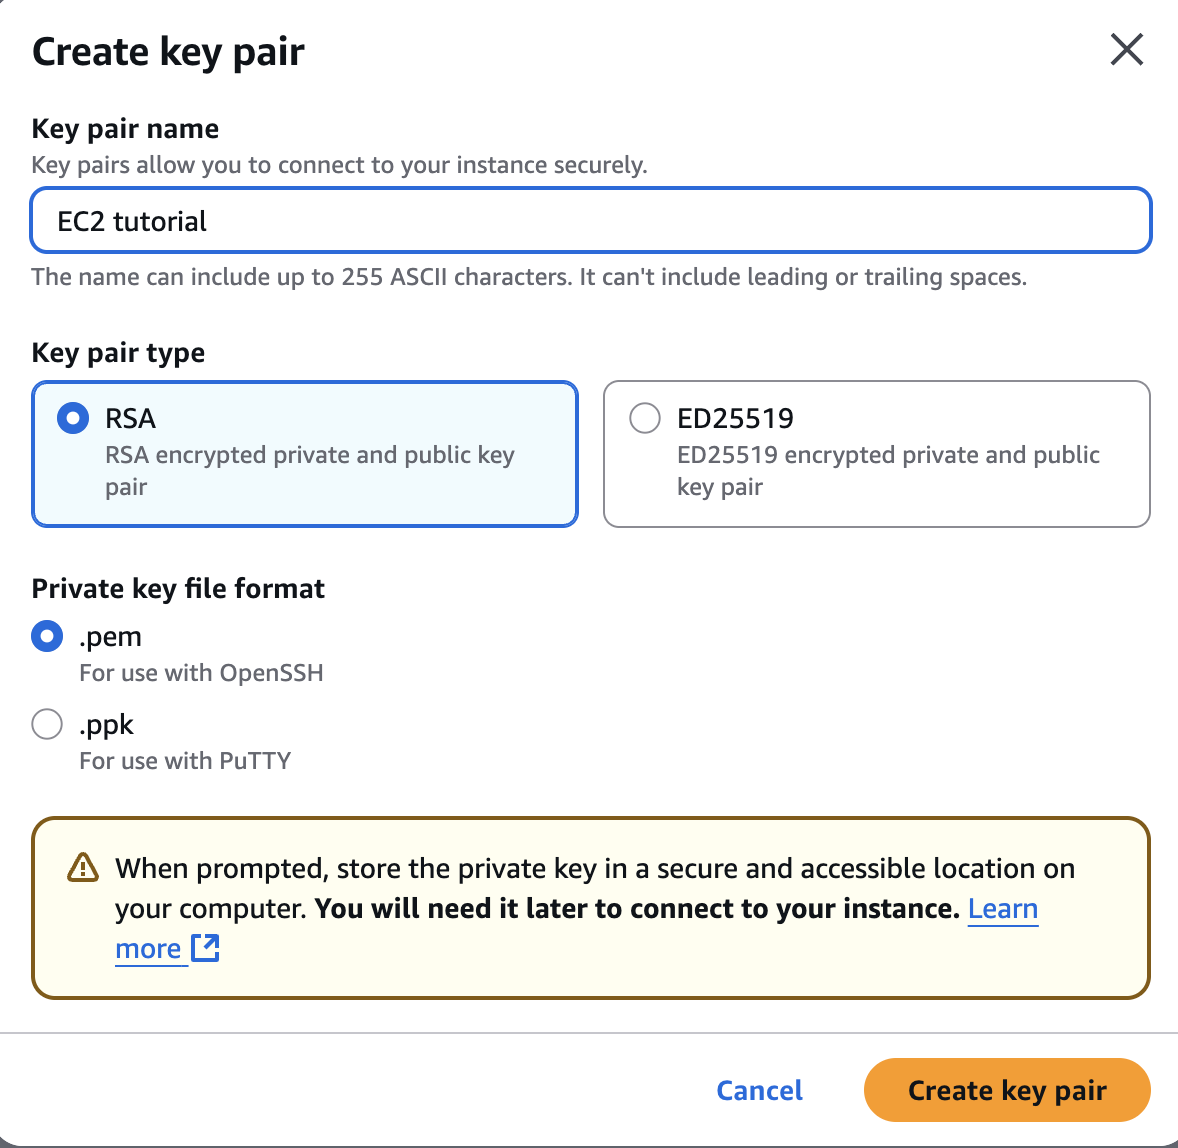 Create key pair
Key pair name
Key pairs allow you to connect to your instance securely.
EC2 tutorial
The name can include up to 255 ASCII characters. It can't include leading or trailing spaces.
Key pair type
RSA
RSA encrypted private and public key
pair
ED25519
ED25519 encrypted private and public
key pair
Private key file format
.pem
For use with OpenSSH
.ppk
For use with PuTTY
When prompted, store the private key in a secure and accessible location on
your computer. You will need it later to connect to your instance. Learn
more
Cancel
Create key pair